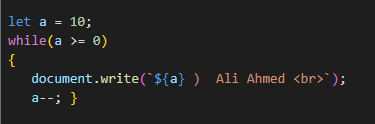 let a = 10;
while(a >= 0)
{
   document.write(`${a} )  Ali Ahmed <br>`);
   a--; }